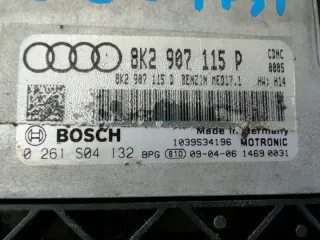 8K2 907 115 P CDMC
0005
8K2 907 115 D BENZIN MED17.1 HW: H14
BOSCH Made in Germany
1039S34196 MOTRONIC
0 261 S04 132 BPG 810 09-04-06 1469 0031